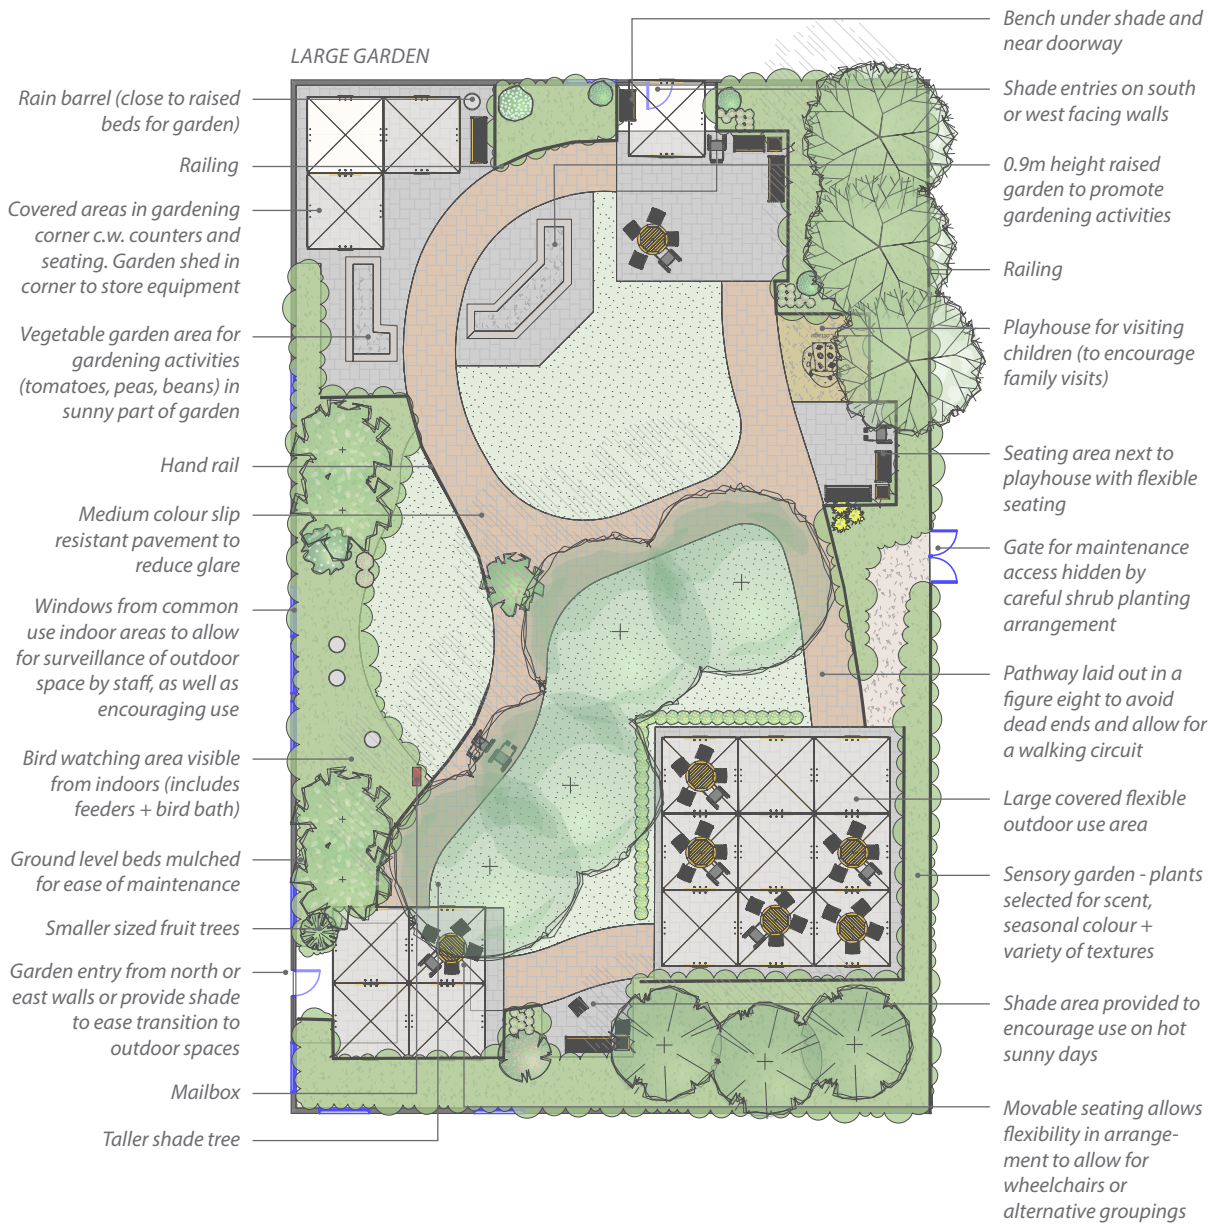 LARGE GARDEN
Rain barrel (close to raised
beds for garden)
Railing
Covered areas in gardening
corner c.w. counters and
seating. Garden shed in
corner to store equipment
Vegetable garden area for
gardening activities
(tomatoes, peas, beans) in
sunny part of garden
Hand rail
Medium colour slip
resistant pavement to
reduce glare
Windows from common
use indoor areas to allow
for surveillance of outdoor
space by staff, as well as
encouraging use
Bird watching area visible
from indoors (includes
feeders + bird bath)
Ground level beds mulched
for ease of maintenance
Smaller sized fruit trees
Garden entry from north or
east walls or provide shade
to ease transition to
outdoor spaces
Mailbox
Taller shade tree
Bench under shade and
near doorway
Shade entries on south
or west facing walls
0.9m height raised
garden to promote
gardening activities
Railing
Playhouse for visiting
children (to encourage
family visits)
Seating area next to
playhouse with flexible
seating
Gate for maintenance
access hidden by
careful shrub planting
arrangement
Pathway laid out in a
figure eight to avoid
dead ends and allow for
a walking circuit
Large covered flexible
outdoor use area
Sensory garden - plants
selected for scent,
seasonal colour +
variety of textures
Shade area provided to
encourage use on hot
sunny days
Movable seating allows
flexibility in arrange-
ment to allow for
wheelchairs or
alternative groupings